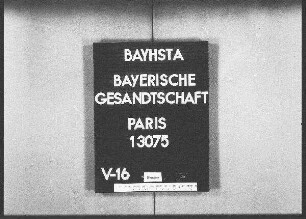 BAYHSTA
BAYERISCHE
GESANDTSCHAFT
PARIS
13075
V-16